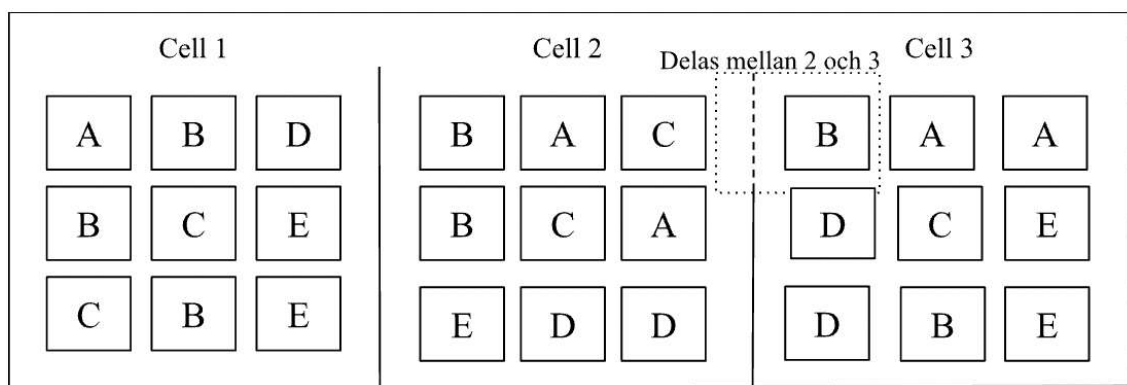 Cell 1 Cell 2 Cell 3
Delas mellan 2 och 3
A B D B A C B A A
B C E B C A D C E
C B E E D D D B E